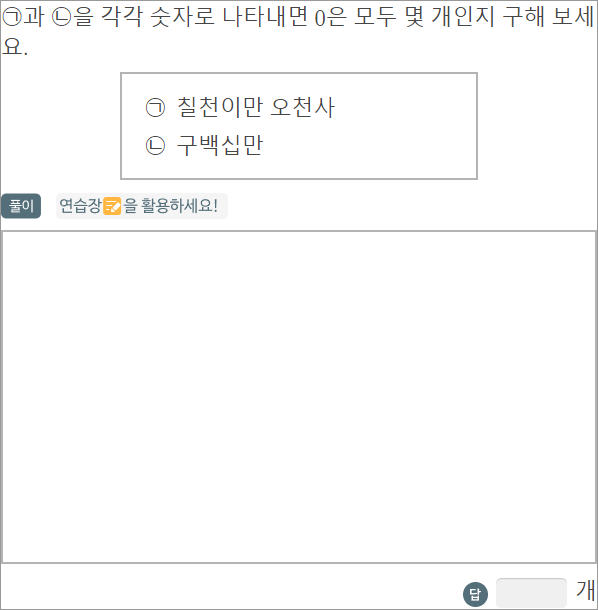 ㉠과 ㉡을 각각 숫자로 나타내면 0은 모두 몇 개인지 구해 보세
요.
㉠ 칠천이만 오천사
㉡ 구백십만
풀이 연습장을 활용하세요!
답 개